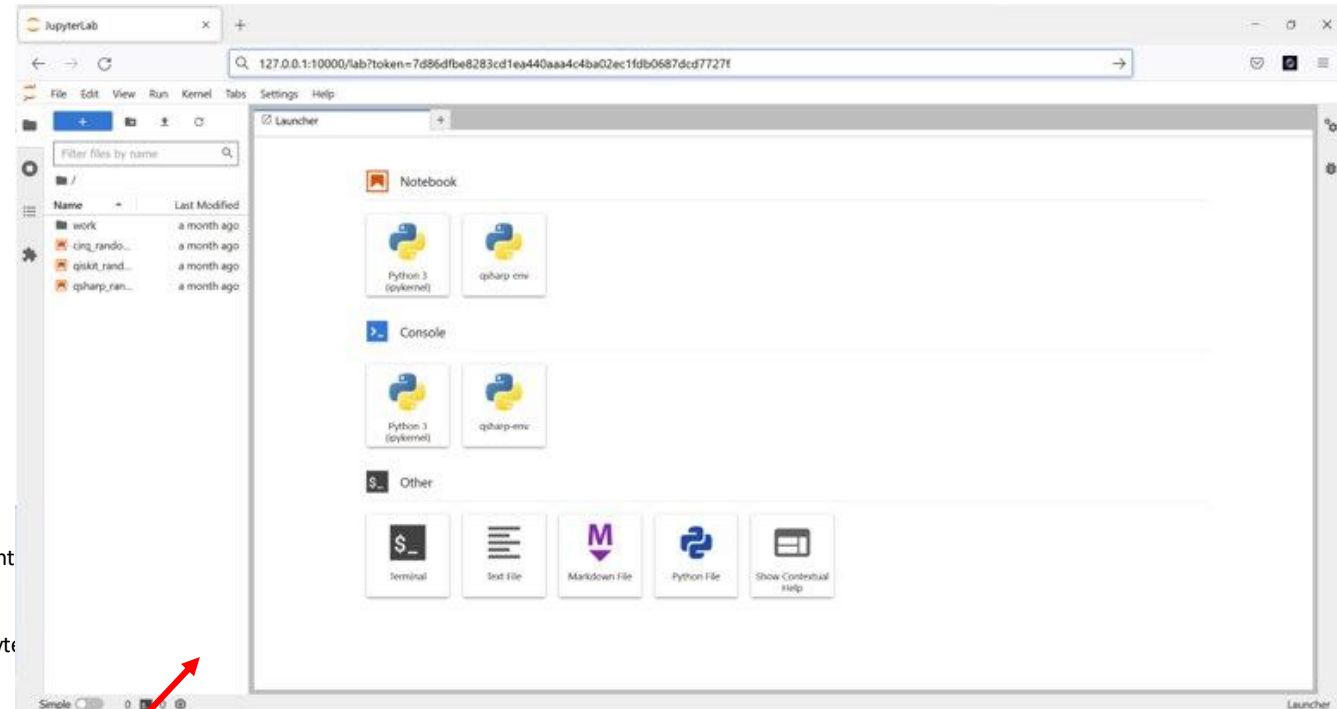 JupyterLab
127.0.0.1:10000/lab?token=7d86dfbe8283cd1ea440aaa4c4ba02ec1fdb0687dcd7727f
File Edit View Run Kernel Tabs Settings Help
Launcher
Filter files by name
/
Name Last Modified
work a month ago
cirq_rando... a month ago
qiskit_rand... a month ago
qsharp_ran... a month ago
Notebook
Python 3 (ipykernel)
qsharp-env
Console
Python 3 (ipykernel)
qsharp-env
$_ Other
$_
Terminal
Text File
Markdown File
Python File
Show Contextual Help
Simple 0 0
Launcher